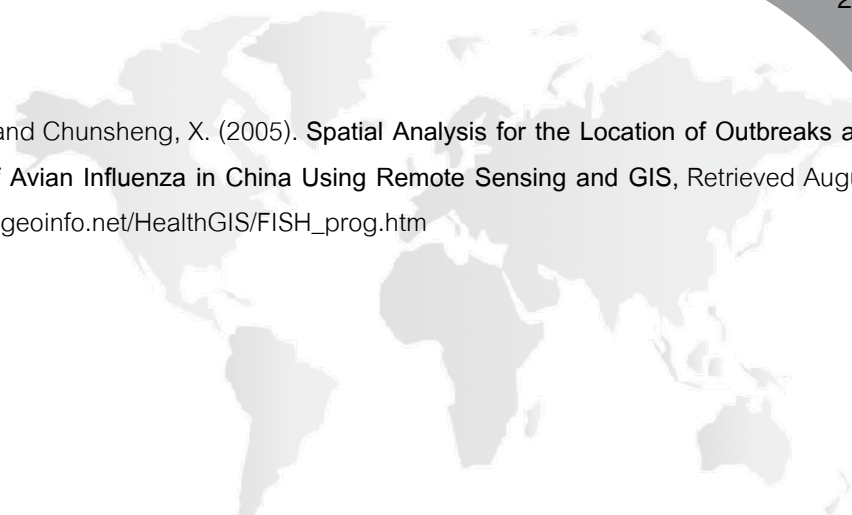 and Chunsheng, X. (2005). Spatial Analysis for the Location of Outbreaks
Avian Influenza in China Using Remote Sensing and GIS, Retrieved
geoinfo.net/HealthGIS/FISH_prog.htm